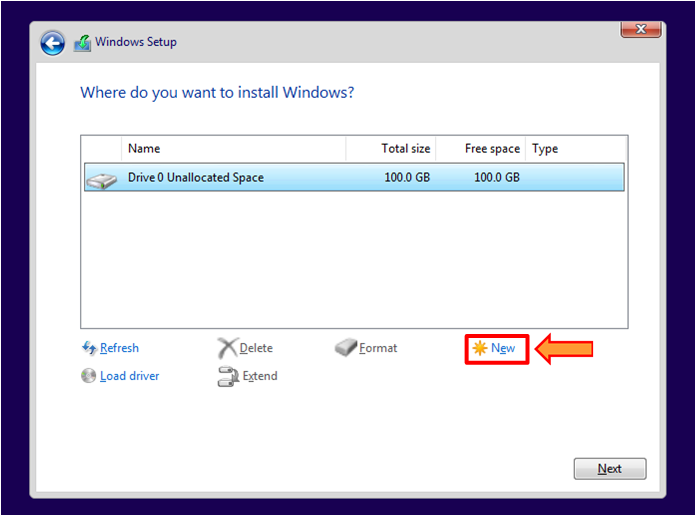 Windows Setup
Where do you want to install Windows?
Name Total size Free space Type
Drive 0 Unallocated Space 100.0 GB 100.0 GB
Refresh Delete Format New
Load driver Extend
Next